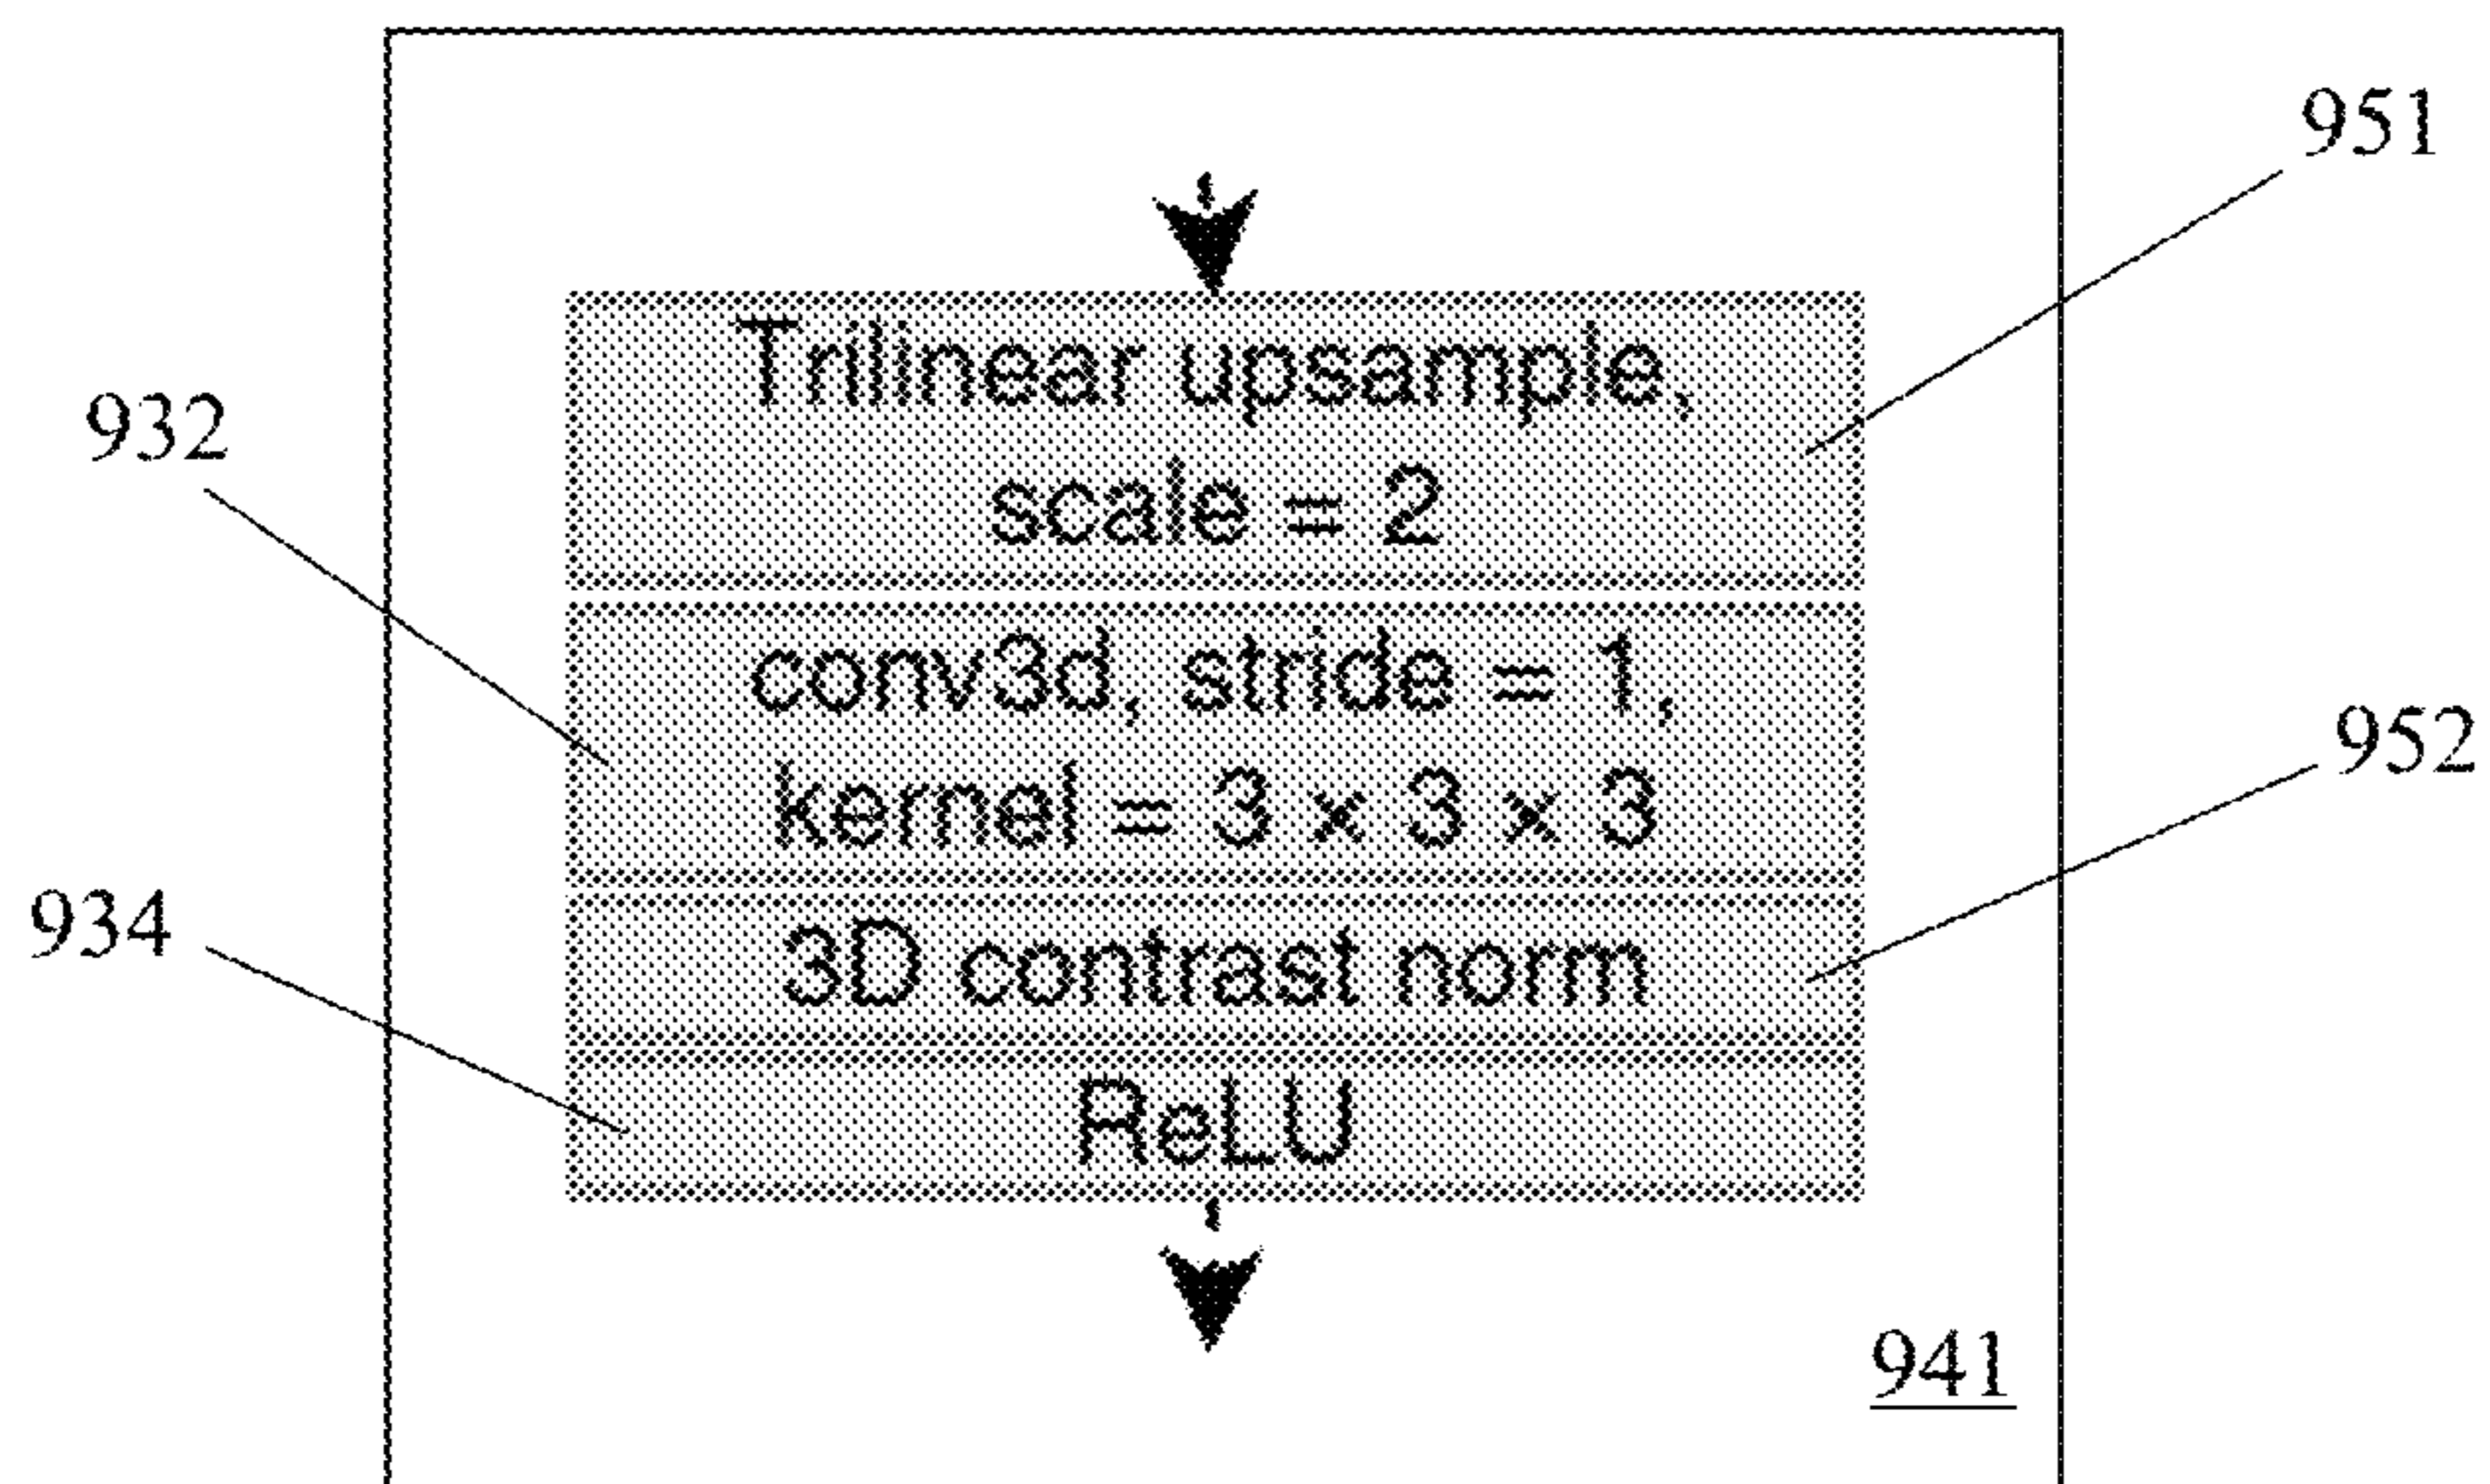 951
Trilinear upsample,
scale = 2
932
conv3d, stride = 1,
kernel = 3 × 3 × 3
952
934
3D contrast norm
ReLU
941